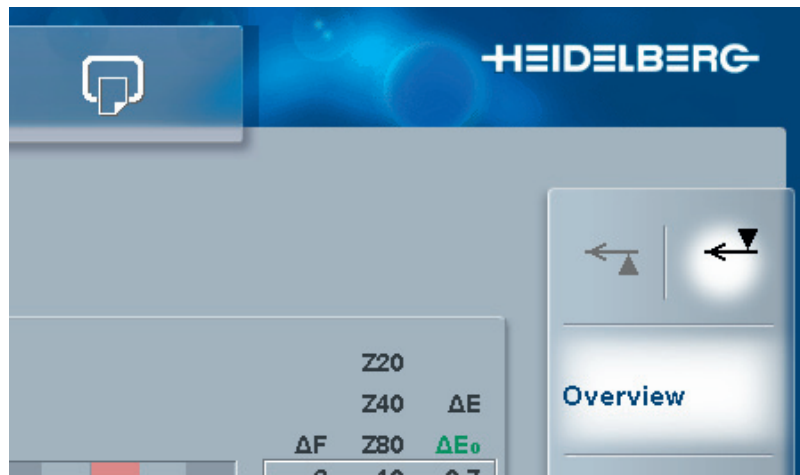 HEIDELBERG
Overview
Z20
Z40 ΔE
ΔF Z80 ΔE₀